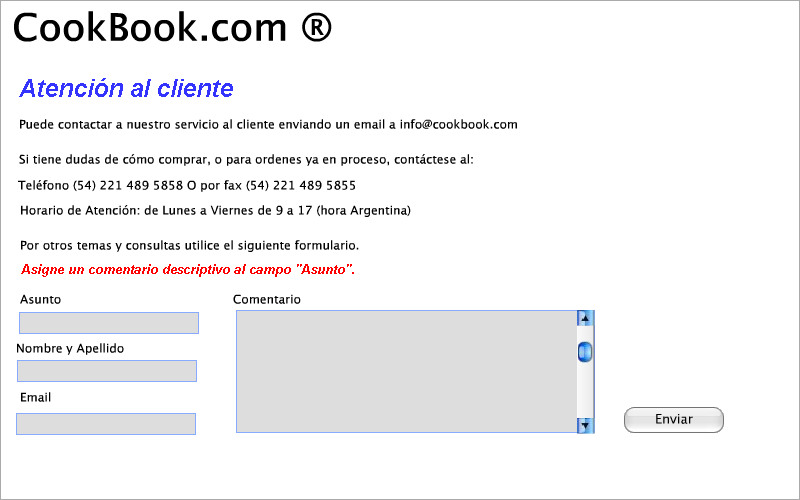 CookBook.com ®
Atención al cliente
Puede contactar a nuestro servicio al cliente enviando un email a info@cookbook.com
Si tiene dudas de cómo comprar, o para ordenes ya en proceso, contáctese al:
Teléfono (54) 221 489 5858 O por fax (54) 221 489 5855
Horario de Atención: de Lunes a Viernes de 9 a 17 (hora Argentina)
Por otros temas y consultas utilice el siguiente formulario.
Asigne un comentario descriptivo al campo "Asunto".
Asunto
Comentario
Nombre y Apellido
Email
Enviar